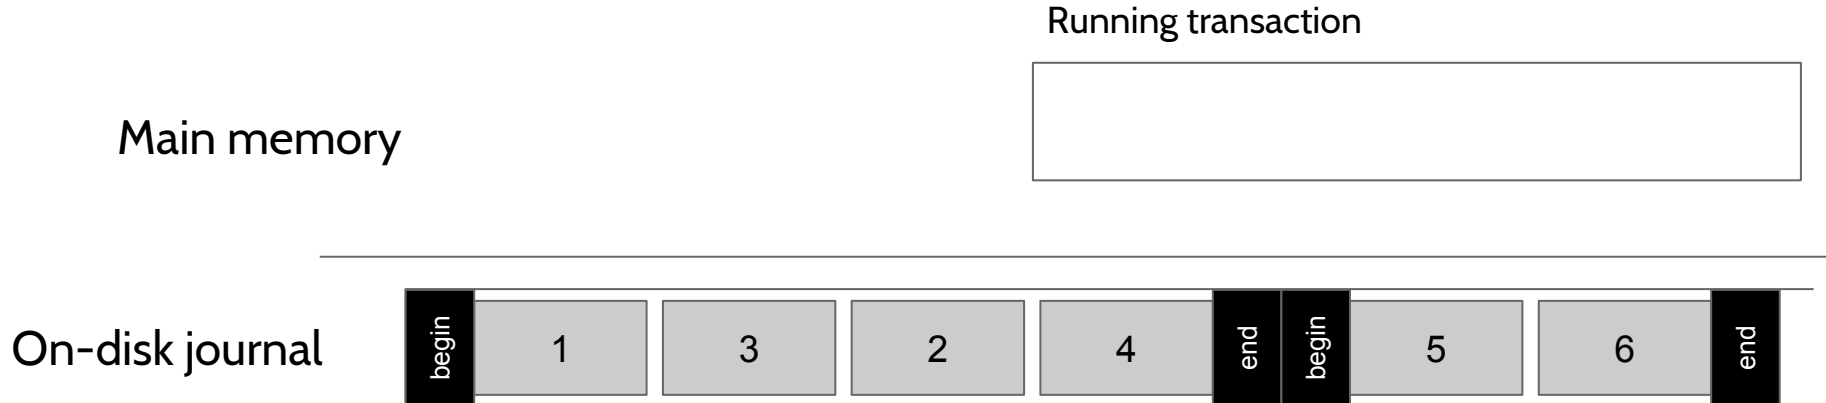 Running transaction
Main memory
On-disk journal
begin 1 3 2 4 end begin 5 6 end